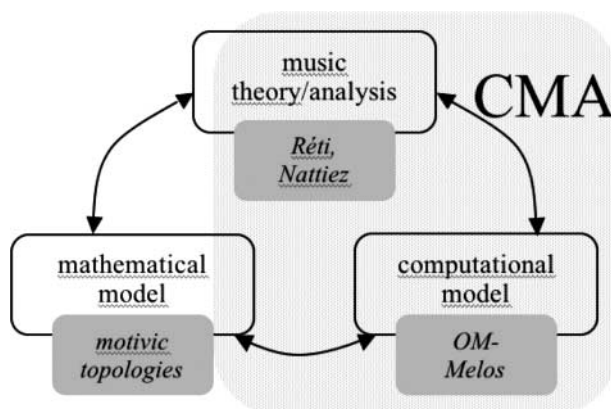 music
theory/analysis
CMA
Réti,
Nattiez
mathematical
model
computational
model
motivic
topologies
OM-
Melos